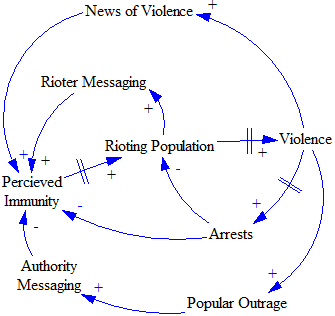 News of Violence
+
Rioter Messaging
+
Rioting Population
+
Violence
+
+
+
-
Percieved
Immunity
+
-
-
+
Arrests
Authority
Messaging
+
+
Popular Outrage